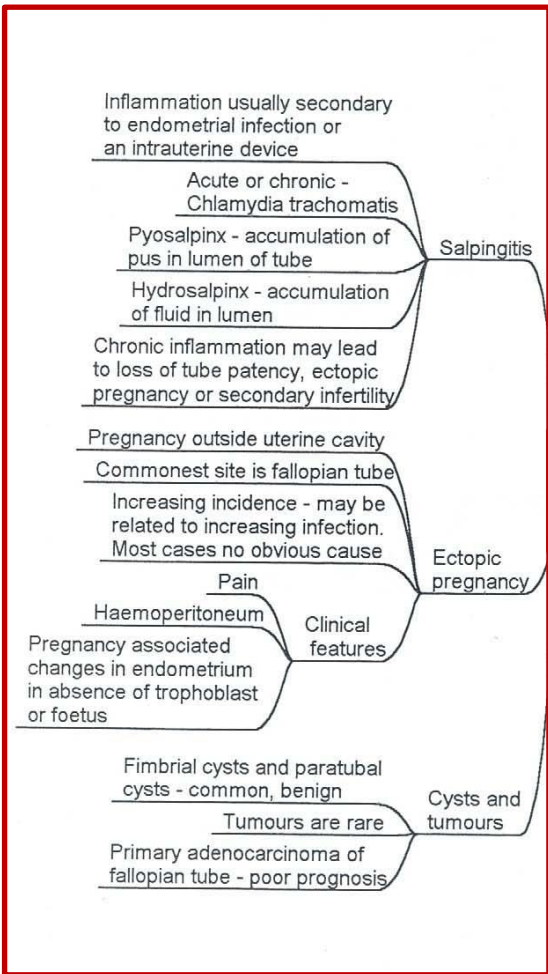 Inflammation usually secondary
to endometrial infection or
an intrauterine device
Acute or chronic -
Chlamydia trachomatis
Pyosalpinx - accumulation of
pus in lumen of tube
Hydrosalpinx - accumulation
of fluid in lumen
Chronic inflammation may lead
to loss of tube patency, ectopic
pregnancy or secondary infertility
Salpingitis
Pregnancy outside uterine cavity
Commonest site is fallopian tube
Increasing incidence - may be
related to increasing infection.
Most cases no obvious cause
Ectopic
pregnancy
Pain
Haemoperitoneum
Pregnancy associated
changes in endometrium
in absence of trophoblast
or foetus
Clinical
features
Fimbrial cysts and paratubal
cysts - common, benign
Tumours are rare
Primary adenocarcinoma of
fallopian tube - poor prognosis
Cysts and
tumours